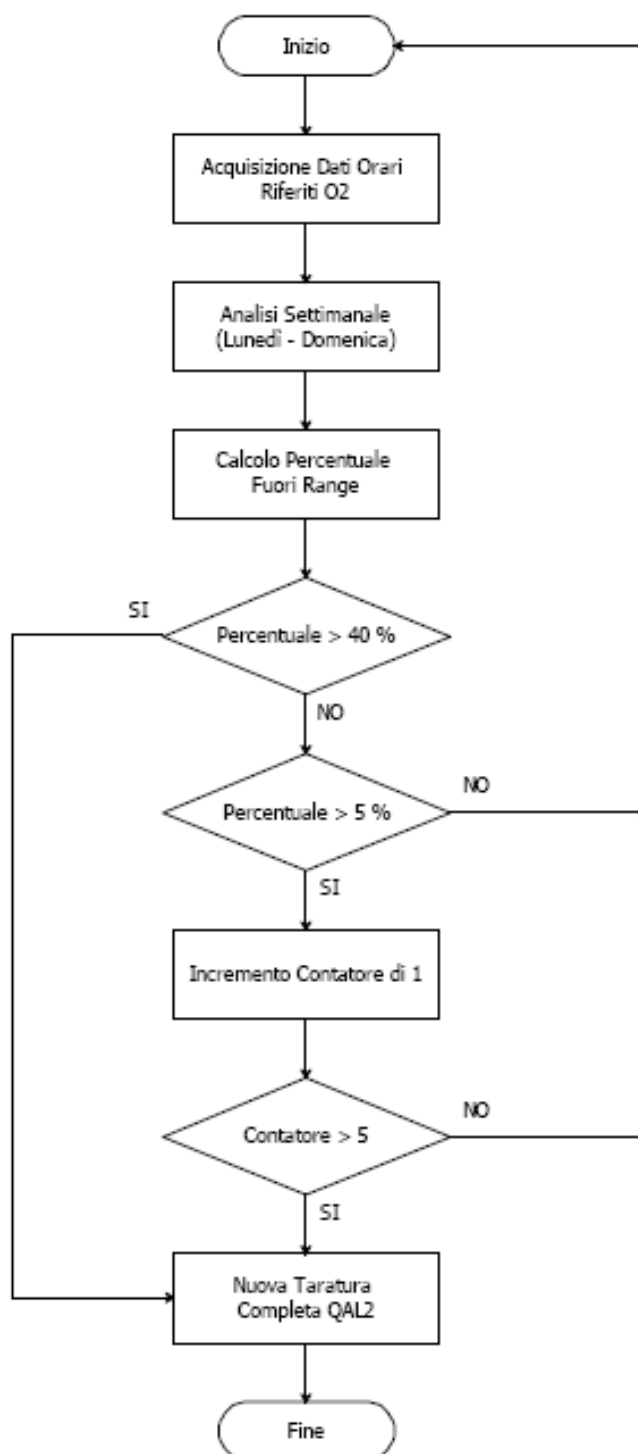 Inizio
Acquisizione Dati Orari
Riferiti O2
Analisi Settimanale
(Lunedì - Domenica)
Calcolo Percentuale
Fuori Range
SI
Percentuale > 40 %
NO
Percentuale > 5 %
NO
SI
Incremento Contatore di 1
Contatore > 5
NO
SI
Nuova Taratura
Completa QAL2
Fine